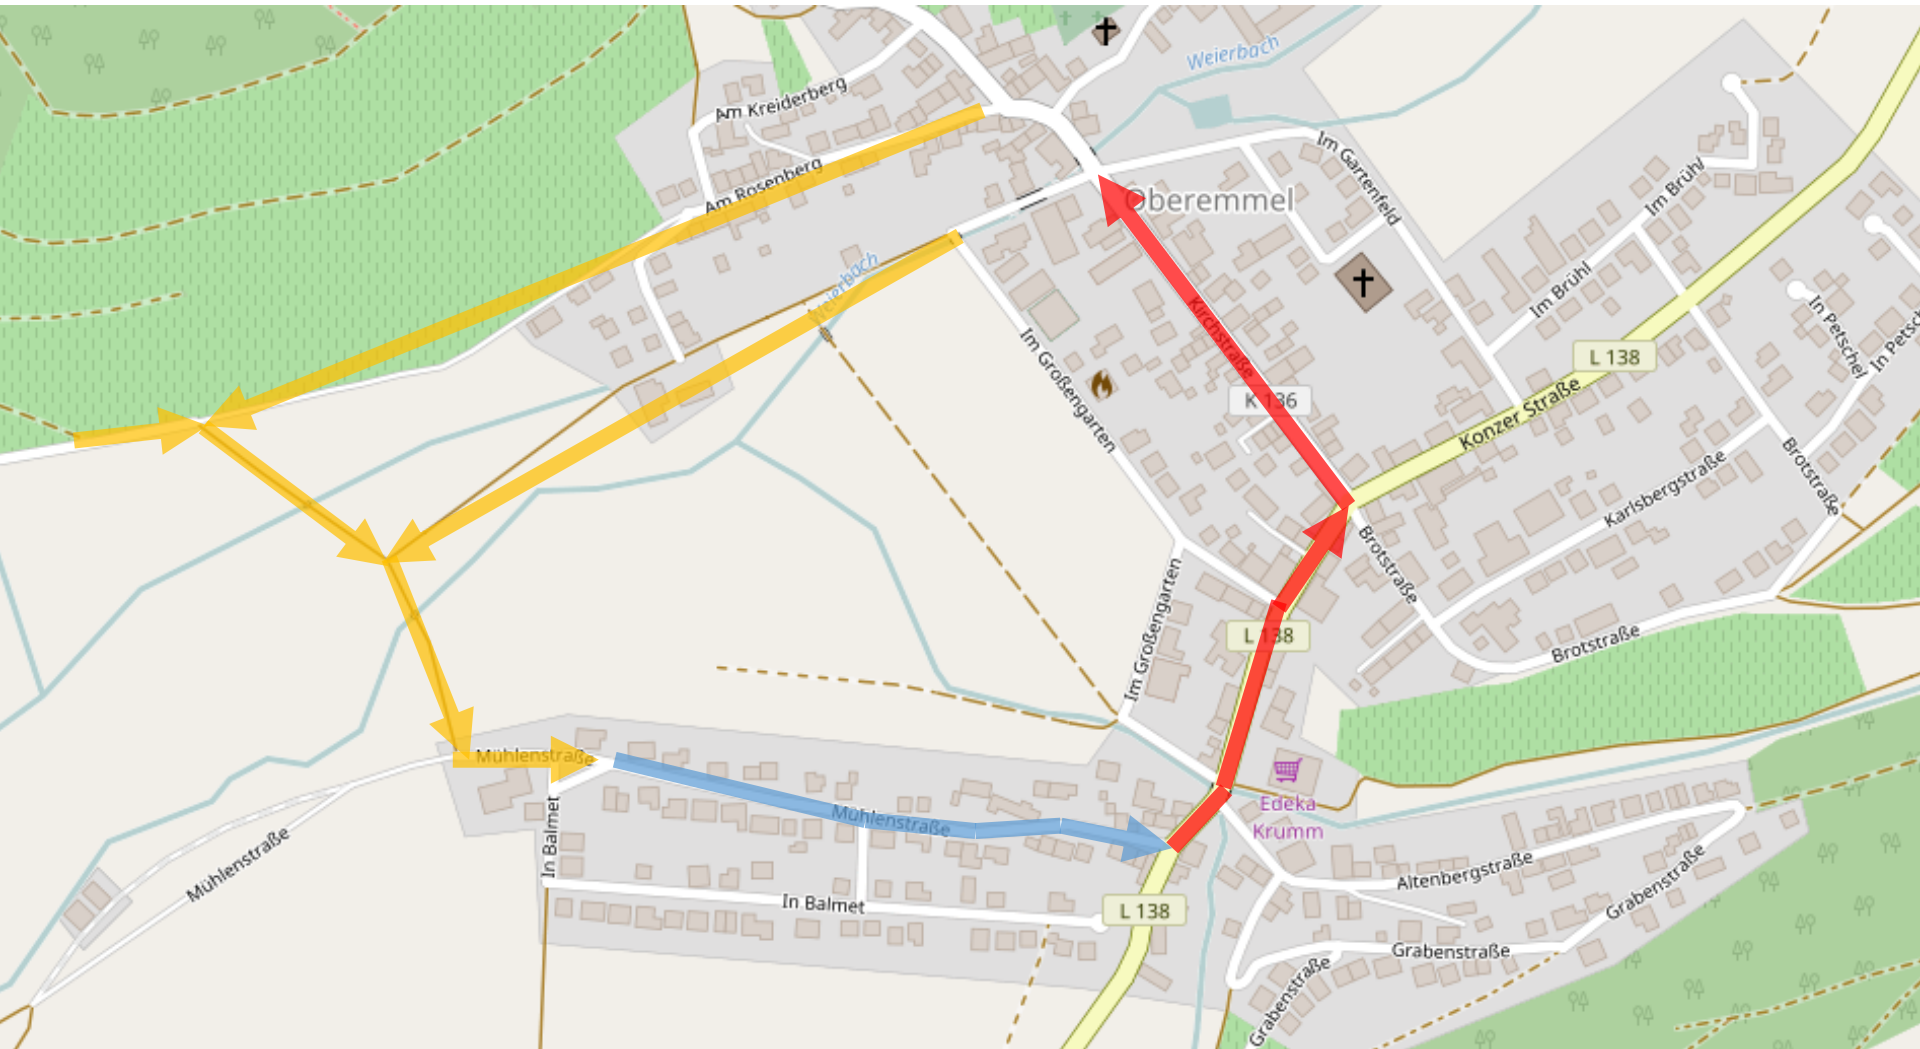 Weierbach
Am Kreiderberg
Im Gartenfeld
Am Rosenberg
Oberemmel
Im Brühl
Weierbach
Im Brühl
In Petschel
In Petsch
Kirchstraße
L 138
Im Großengarten
K 136
Konzer Straße
Brotstraße
Karlsbergstraße
Brotstraße
Im Großengarten
L 138
Brotstraße
Mühlenstraße
Edeka
Krumm
Mühlenstraße
In Balmet
Mühlenstraße
Altenbergstraße
Grabenstraße
In Balmet
L 138
Grabenstraße
Grabenstraße